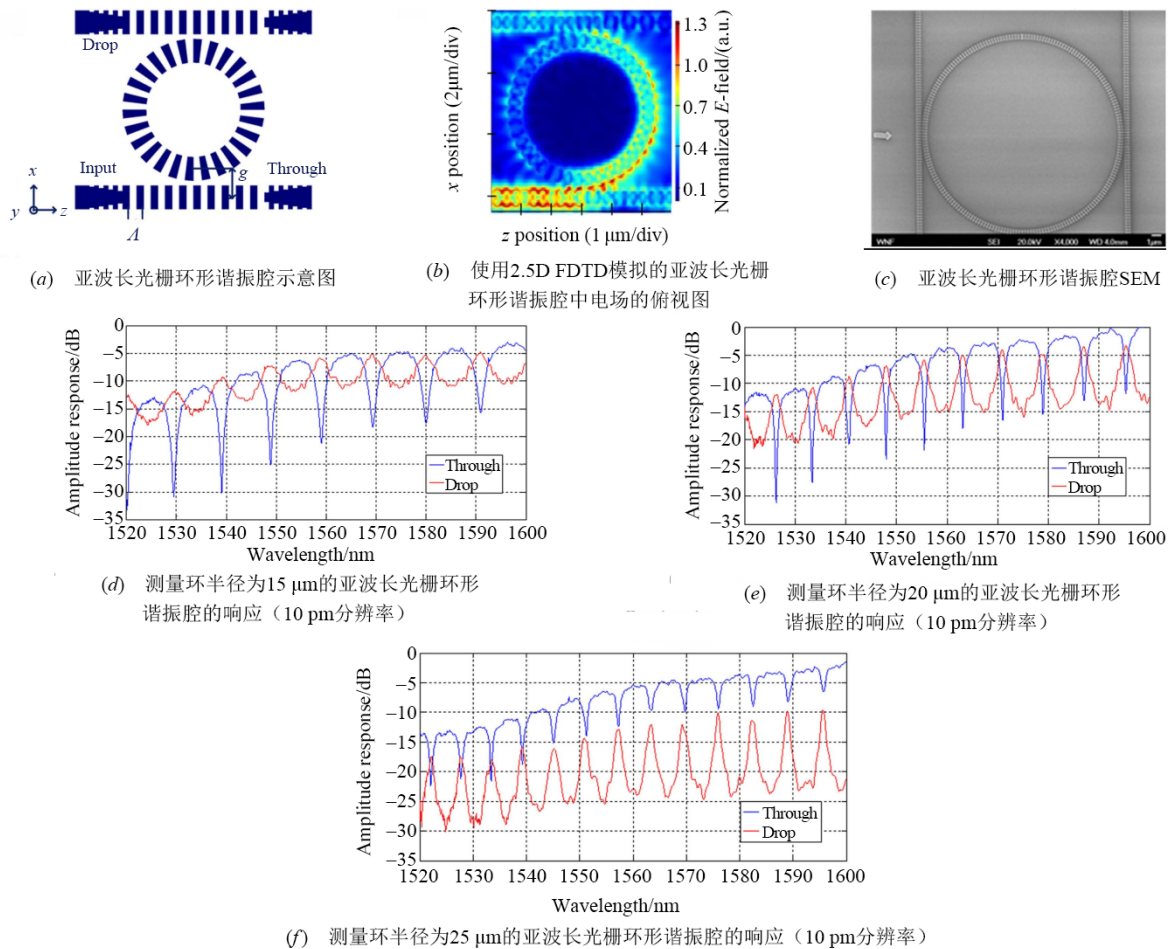 Drop
Input
Through
g
x
y
z
Λ
(a) 亚波长光栅环形谐振腔示意图
x position (2μm/div)
z position (1 μm/div)
1.3
1.0
0.7
0.4
0.1
Normalized E-field/(a.u.)
(b) 使用2.5D FDTD模拟的亚波长光栅
环形谐振腔中电场的俯视图
WNF SEI 20.0kV X4,000 WD 4.0mm 1μm
(c) 亚波长光栅环形谐振腔SEM
Amplitude response/dB
0
−5
−10
−15
−20
−25
−30
−35
Through
Drop
1520 1530 1540 1550 1560 1570 1580 1590 1600
Wavelength/nm
(d) 测量环半径为15 μm的亚波长光栅环形
谐振腔的响应（10 pm分辨率）
Amplitude response/dB
0
−5
−10
−15
−20
−25
−30
−35
Through
Drop
1520 1530 1540 1550 1560 1570 1580 1590 1600
Wavelength/nm
(e) 测量环半径为20 μm的亚波长光栅环形
谐振腔的响应（10 pm分辨率）
Amplitude response/dB
0
−5
−10
−15
−20
−25
−30
−35
Through
Drop
1520 1530 1540 1550 1560 1570 1580 1590 1600
Wavelength/nm
(f) 测量环半径为25 μm的亚波长光栅环形谐振腔的响应（10 pm分辨率）